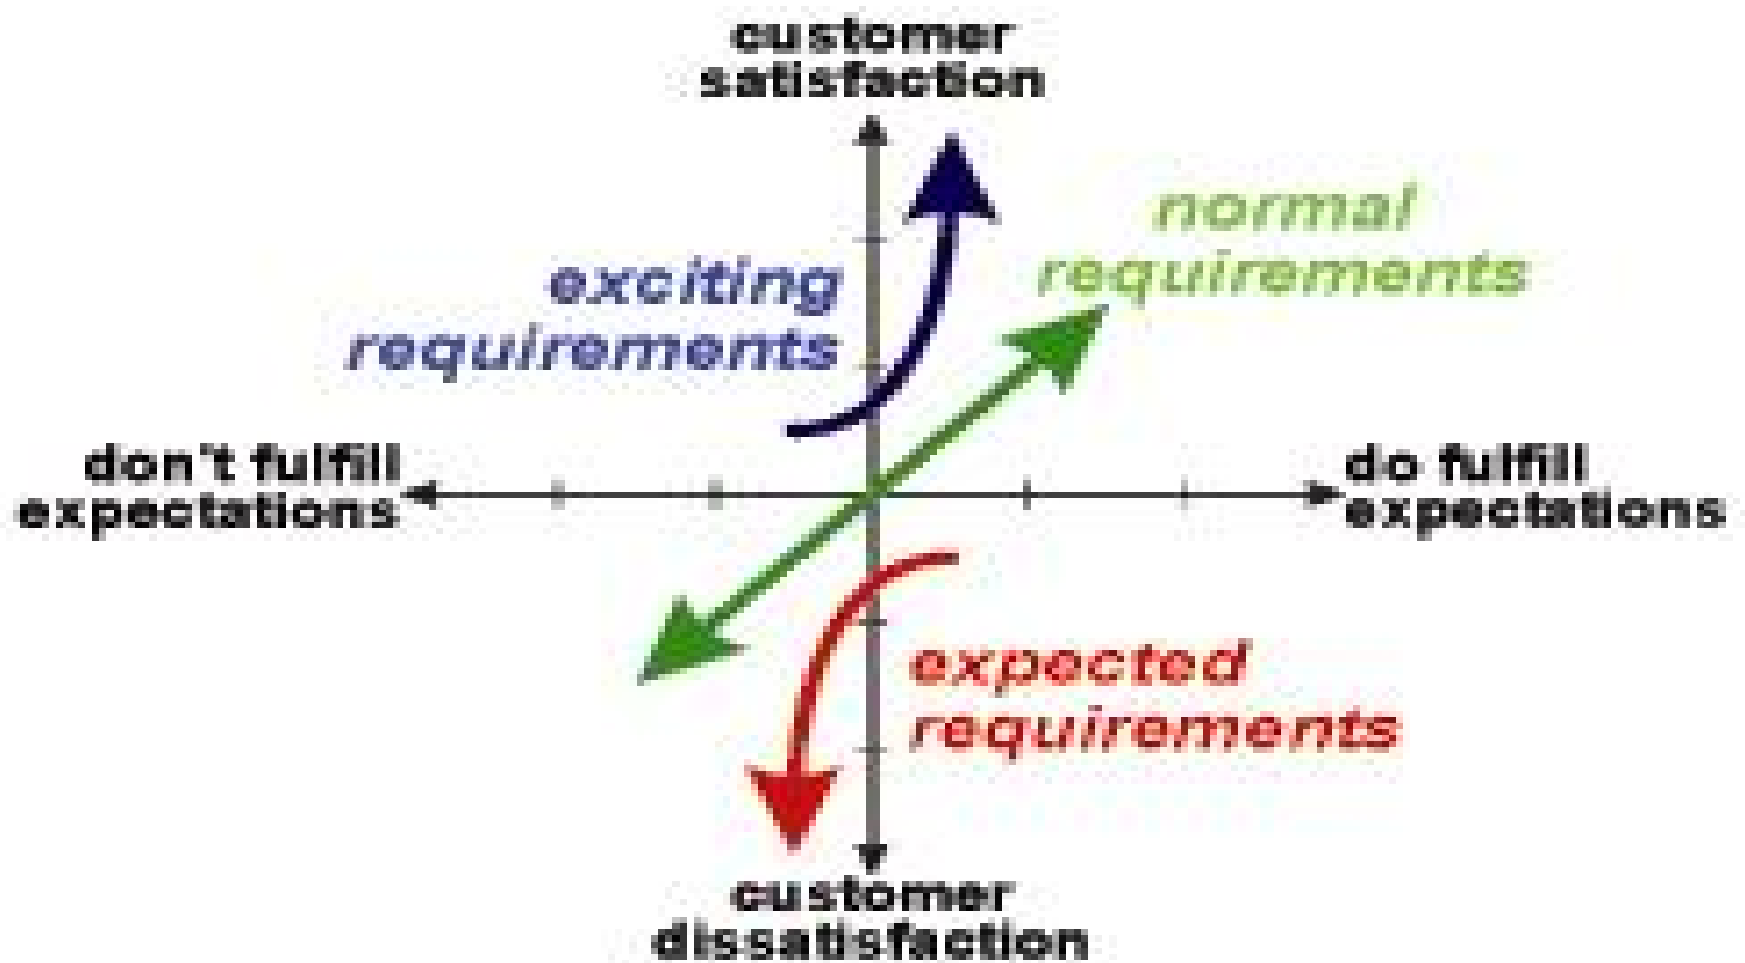 customer
satisfaction
normal
requirements
exciting
requirements
don't fulfill
expectations
do fulfill
expectations
expected
requirements
customer
dissatisfaction